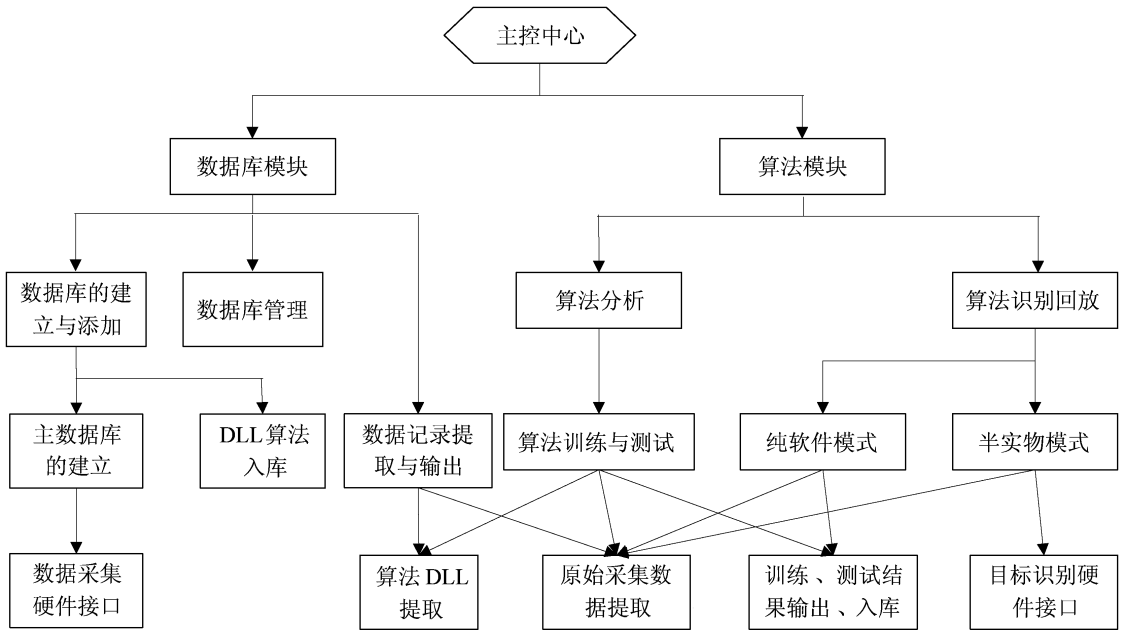 主控中心
数据库模块
算法模块
数据库的建
立与添加
数据库管理
算法分析
算法识别回放
主数据库
的建立
DLL算法
入库
数据记录提
取与输出
算法训练与测试
纯软件模式
半实物模式
数据采集
硬件接口
算法DLL
提取
原始采集数
据提取
训练、测试结
果输出、入库
目标识别硬
件接口